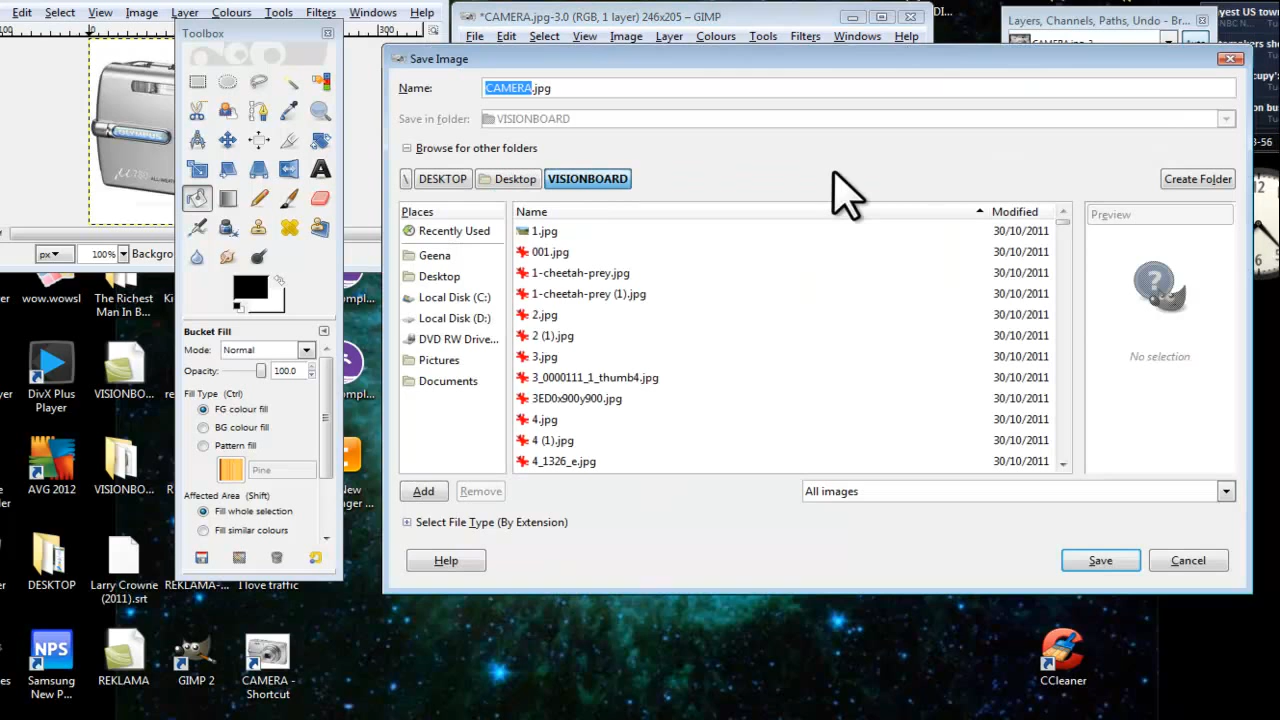 Edit Select View Image Layer Colours Tools Filters Windows Help
100 0 300
Toolbox
*CAMERA.jpg-3.0 (RGB, 1 layer) 246x205 – GIMP
File Edit Select View Image Layer Colours Tools Filters Windows Help
Layers, Channels, Paths, Undo - Br...
Save Image
Name: CAMERA.jpg
Save in folder: VISIONBOARD
Browse for other folders
\ DESKTOP Desktop VISIONBOARD Create Folder
Places
Recently Used
Geena
Desktop
Local Disk (C:)
Local Disk (D:)
DVD RW Drive...
Pictures
Documents
Name Modified
1.jpg 30/10/2011
001.jpg 30/10/2011
1-cheetah-prey.jpg 30/10/2011
1-cheetah-prey (1).jpg 30/10/2011
2.jpg 30/10/2011
2 (1).jpg 30/10/2011
3.jpg 30/10/2011
3_0000111_1_thumb4.jpg 30/10/2011
3ED0x900y900.jpg 30/10/2011
4.jpg 30/10/2011
4 (1).jpg 30/10/2011
4_1326_e.jpg 30/10/2011
Preview
No selection
Add Remove All images
Select File Type (By Extension)
Help Save Cancel
OLYMPUS
px 100% Backgro
Bucket Fill
Mode: Normal
Opacity: 100.0
Fill Type (Ctrl)
FG colour fill
BG colour fill
Pattern fill
Pine
Affected Area (Shift)
Fill whole selection
Fill similar colours
wow.wowsl
The Richest
Man In B...
DivX Plus
Player
VISIONBO...
AVG 2012
VISIONBO...
DESKTOP
Larry Crowne
(2011).srt
REKLAMA-...
I love traffic
Samsung
New P...
NPS
REKLAMA
GIMP 2
CAMERA -
Shortcut
CCleaner